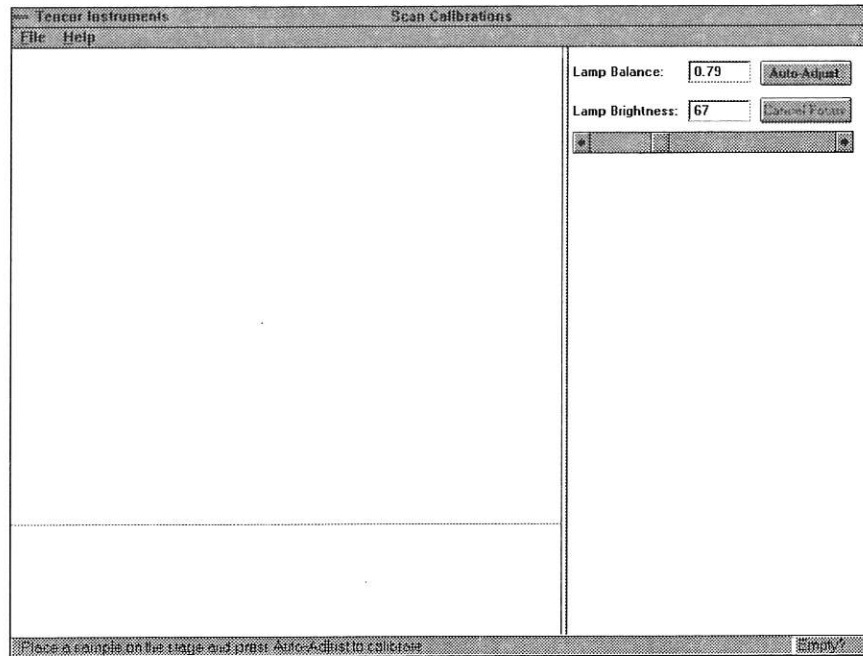 Tencor Instruments Scan Calibrations
File Help
Lamp Balance: 0.79 Auto-Adjust
Lamp Brightness: 67 Cancel Focus
Place a sample on the stage and press Auto-Adjust to calibrate
Empty?